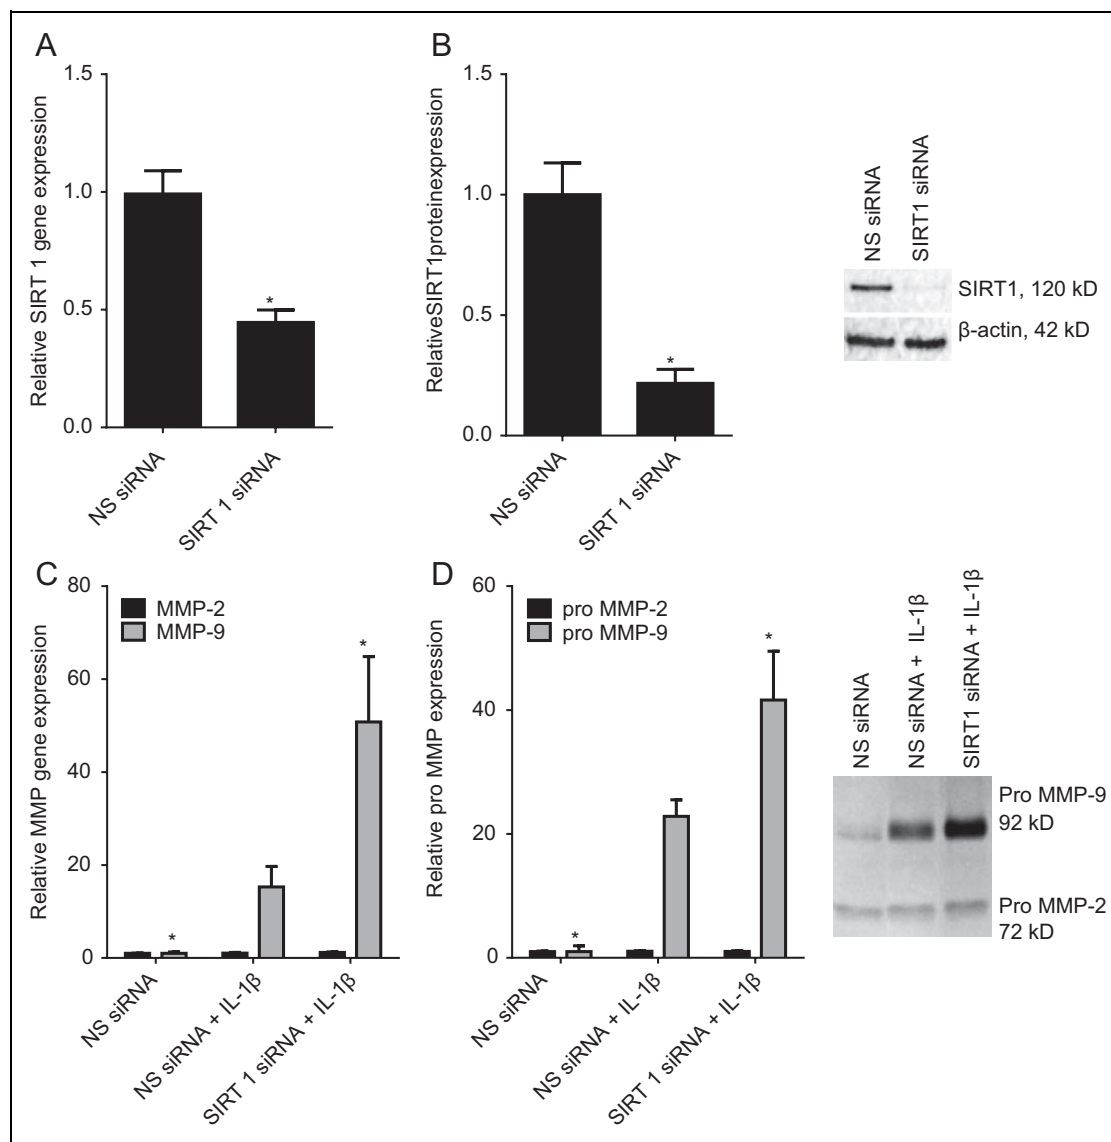 A
1.5
1.0
0.5
0.0
Relative SIRT 1 gene expression
*
NS siRNA
SIRT 1 siRNA
B
1.5
1.0
0.5
0.0
RelativeSIRT1proteinexpression
*
NS siRNA
SIRT 1 siRNA
NS siRNA
SIRT1 siRNA
SIRT1, 120 kD
β-actin, 42 kD
C
80
60
40
20
0
Relative MMP gene expression
MMP-2
MMP-9
*
*
NS siRNA
NS siRNA + IL-1β
SIRT 1 siRNA + IL-1β
D
60
40
20
0
Relative pro MMP expression
pro MMP-2
pro MMP-9
*
*
NS siRNA
NS siRNA + IL-1β
SIRT 1 siRNA + IL-1β
NS siRNA
NS siRNA + IL-1β
SIRT1 siRNA + IL-1β
Pro MMP-9
92 kD
Pro MMP-2
72 kD